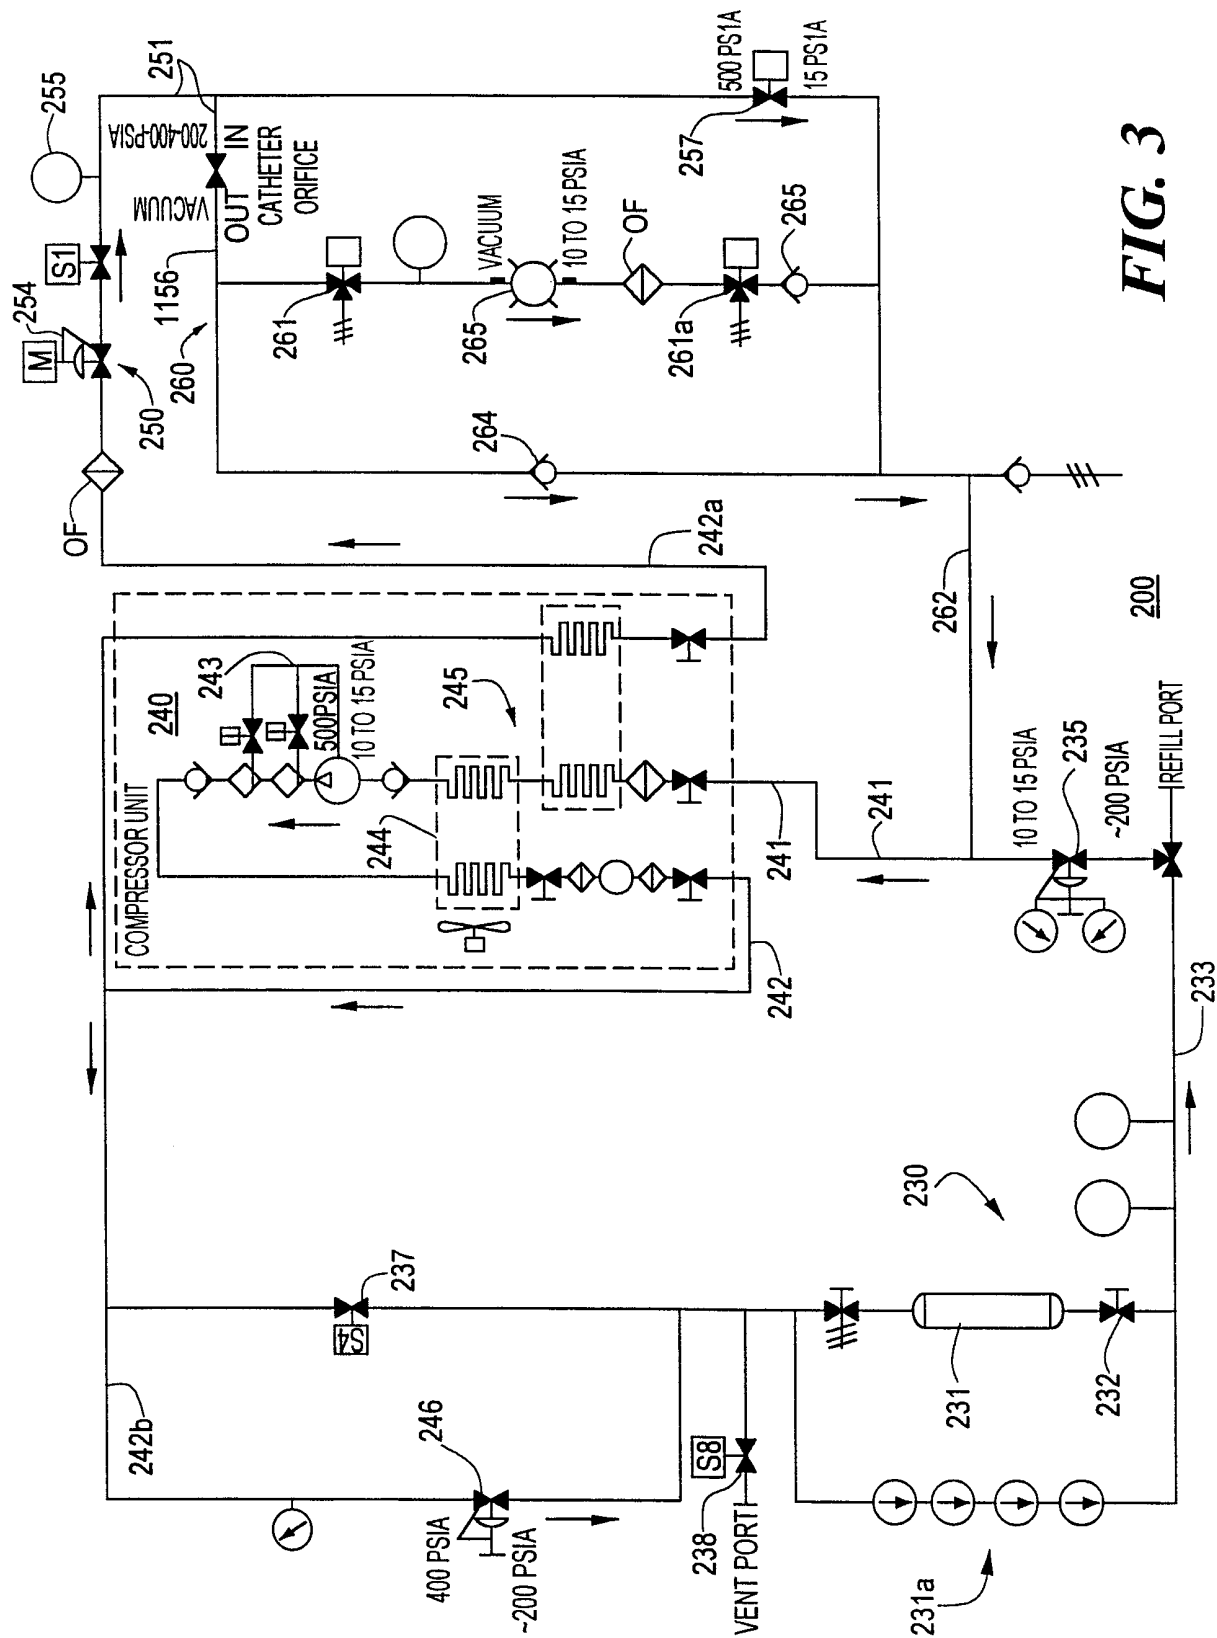 255
S1
254
M
250
OF
251
200-400-PSIA
VACUUM
OUT IN
CATHETER
ORIFICE
1156
260
261
VACUUM
265
10 TO 15 PSIA
OF
261a
265
257
500 PS1A
15 PS1A
264
242a
262
COMPRESSOR UNIT
240
243
500PSIA
10 TO 15 PSIA
244
245
241
241
242
10 TO 15 PSIA
235
~200 PSIA
REFILL PORT
233
230
231
232
231a
237
S4
242b
246
400 PSIA
~200 PSIA
S8
238
VENT PORT
200
FIG. 3